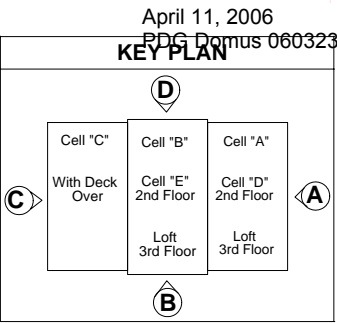 April 11, 2006
PDG Domus 060323
KEY PLAN
D
Cell "C"
With Deck
Over
Cell "B"
Cell "E"
2nd Floor
Loft
3rd Floor
Cell "A"
Cell "D"
2nd Floor
Loft
3rd Floor
C
A
B